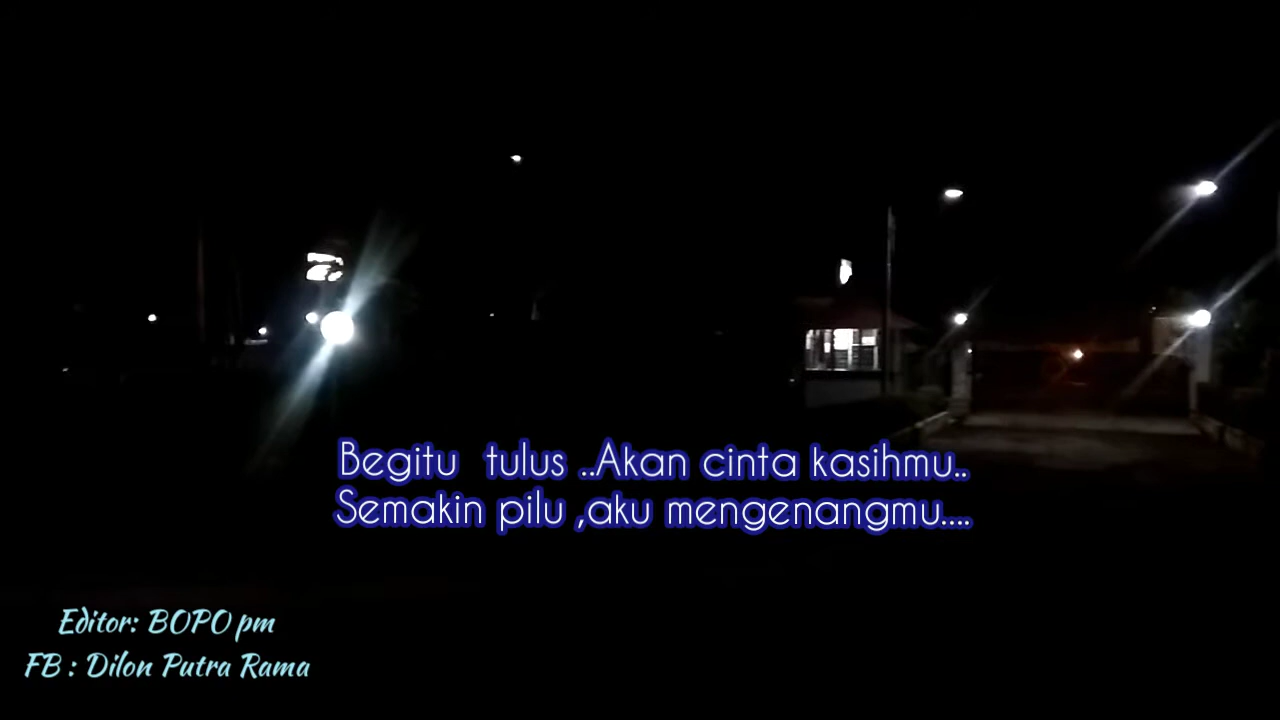 Begitu tulus ..Akan cinta kasihmu..
Semakin pilu ,aku mengenangmu....
Editor: BOPO pm
FB : Dilon Putra Rama